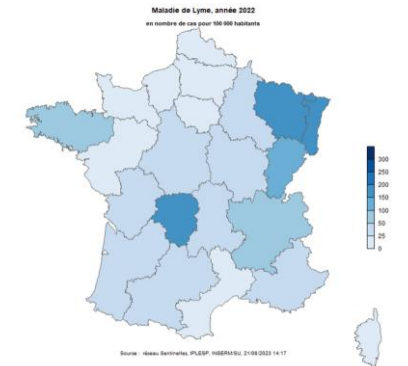 Maladie de Lyme, année 2022
en nombre de cas pour 100 000 habitants
300
250
200
150
100
50
25
0
Source : réseau Sentinelles, IPLESP, INSERM/SU, 21/08/2023 14:17